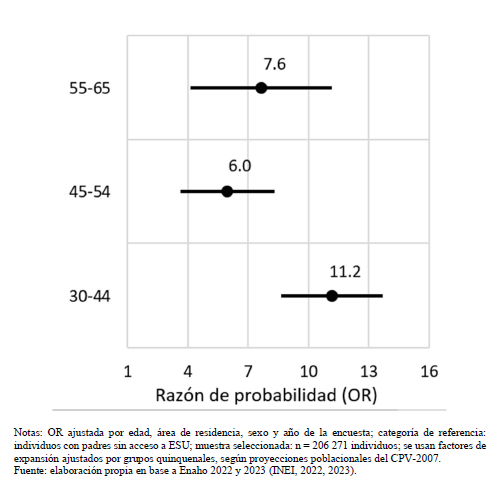 7.6
55-65
6.0
45-54
11.2
30-44
1 4 7 10 13 16
Razón de probabilidad (OR)
Notas: OR ajustada por edad, área de residencia, sexo y año de la encuesta; categoría de referencia:
individuos con padres sin acceso a ESU; muestra seleccionada: n = 206 271 individuos; se usan factores de
expansión ajustados por grupos quinquenales, según proyecciones poblacionales del CPV-2007.
Fuente: elaboración propia en base a Enaho 2022 y 2023 (INEI, 2022, 2023).